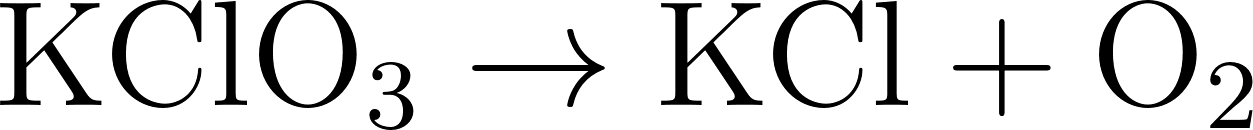 KClO₃ ⟶ KCl + O₂